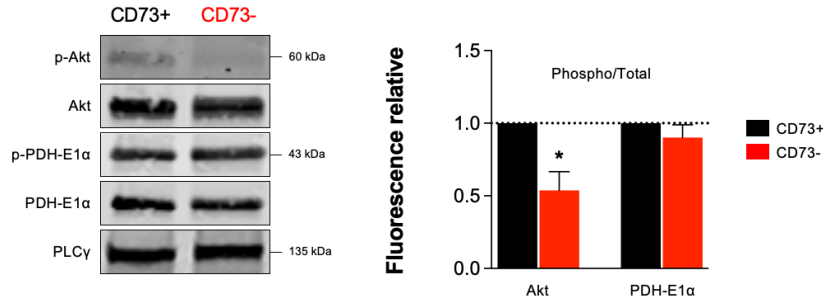 CD73+ CD73-
p-Akt 60 kDa
Akt
p-PDH-E1α 43 kDa
PDH-E1α
PLCγ 135 kDa
Fluorescence relative
1.5
1.0
0.5
0.0
Phospho/Total
*
Akt PDH-E1α
CD73+
CD73-